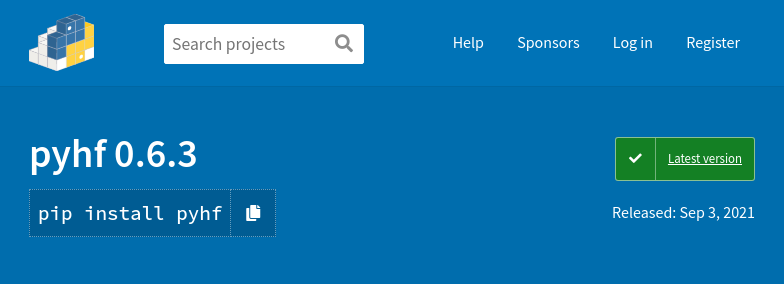 Search projects
Help Sponsors Log in Register
pyhf 0.6.3
Latest version
pip install pyhf
Released: Sep 3, 2021